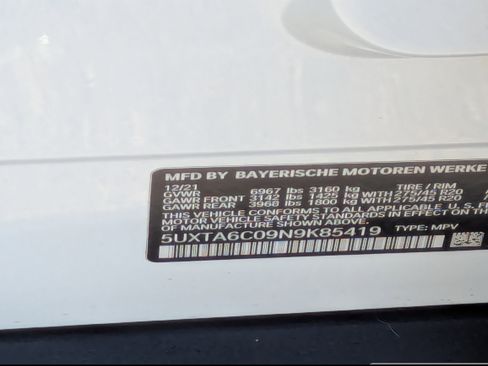 MFD BY BAYERISCHE MOTOREN WERKE
12/21 TIRE / RIM
GVWR 6967 lbs 3160 kg
GAWR FRONT 3142 lbs 1425 kg WITH 275/45 R20
GAWR REAR 3968 lbs 1800 kg WITH 275/45 R20
THIS VEHICLE CONFORMS TO ALL APPLICABLE U.S. F
MOTOR VEHICLE SAFETY STANDARDS IN EFFECT ON THE
OF MANUFACTURE SHOWN ABOVE.
5UXTA6C09N9K85419 TYPE: MPV